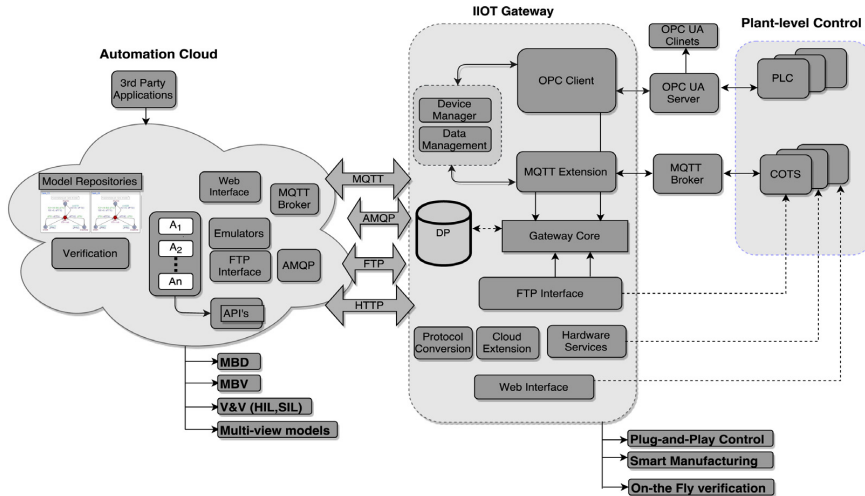 IIOT Gateway
Automation Cloud
Plant-level Control
3rd Party
Applications
OPC Client
OPC UA
Clinets
OPC UA
Server
PLC
Device
Manager
Data
Management
MQTT Extension
MQTT
Broker
COTS
Model Repositories
Web
Interface
MQTT
Broker
MQTT
AMQP
FTP
HTTP
Verification
A1
A2
An
Emulators
FTP
Interface
AMQP
API's
DP
Gateway Core
FTP Interface
Protocol
Conversion
Cloud
Extension
Hardware
Services
Web Interface
MBD
MBV
V&V (HIL,SIL)
Multi-view models
Plug-and-Play Control
Smart Manufacturing
On-the Fly verification